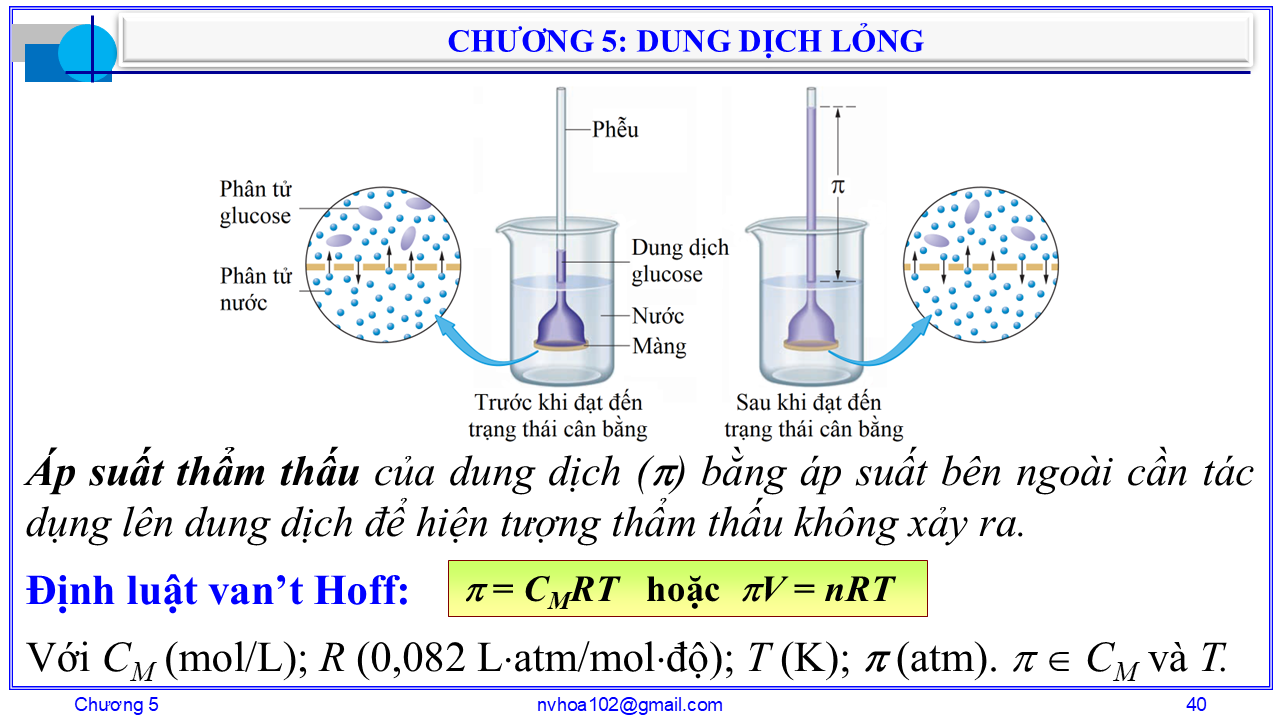 CHƯƠNG 5: DUNG DỊCH LỎNG
Phân tử
glucose
Phân tử
nước
Phễu
Dung dịch
glucose
Nước
Màng
π
Trước khi đạt đến
trạng thái cân bằng
Sau khi đạt đến
trạng thái cân bằng
Áp suất thẩm thấu của dung dịch (π) bằng áp suất bên ngoài cần tác
dụng lên dung dịch để hiện tượng thẩm thấu không xảy ra.
Định luật van’t Hoff: π = CMRT hoặc πV = nRT
Với CM (mol/L); R (0,082 L·atm/mol·độ); T (K); π (atm). π ∈ CM và T.
Chương 5 nvhoa102@gmail.com 40